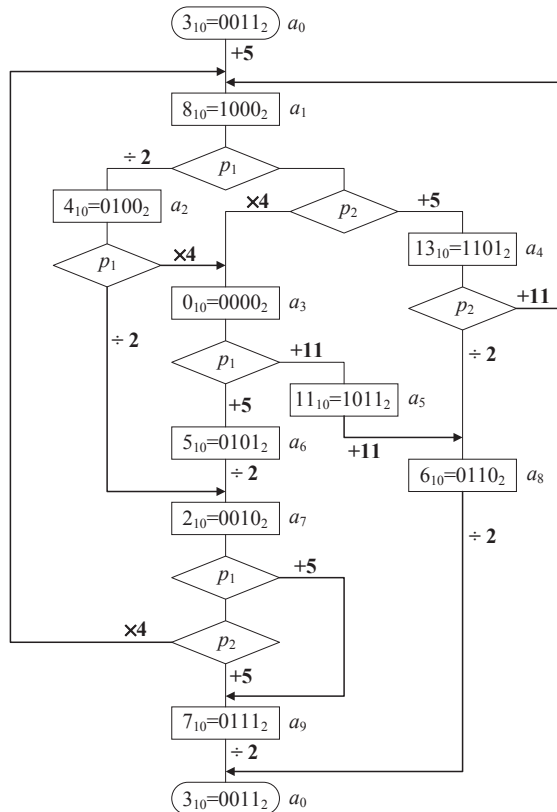 3₁₀=0011₂ a₀
+5
8₁₀=1000₂ a₁
÷ 2 p₁
4₁₀=0100₂ a₂ ×4 p₂ +5
p₁ ×4 13₁₀=1101₂ a₄
0₁₀=0000₂ a₃ p₂ +11
÷ 2 p₁ +11 ÷ 2
+5 11₁₀=1011₂ a₅
5₁₀=0101₂ a₆ +11
÷ 2 6₁₀=0110₂ a₈
2₁₀=0010₂ a₇
÷ 2
p₁ +5
×4 p₂
+5
7₁₀=0111₂ a₉
÷ 2
3₁₀=0011₂ a₀